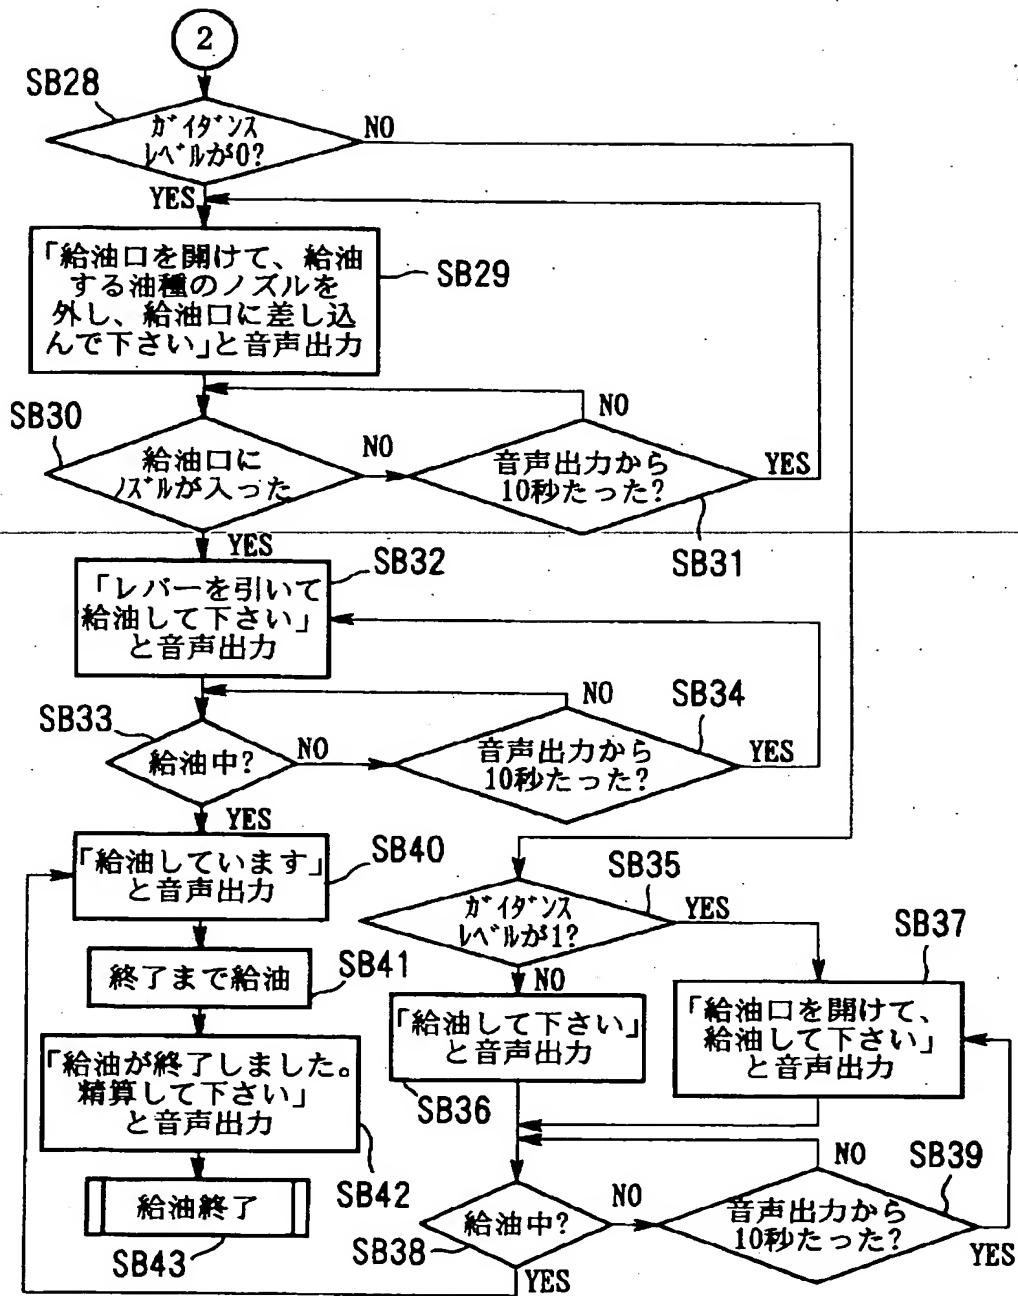 2
SB28
ガイダンス
レベルが0?
NO
YES
「給油口を開けて、給油
する油種のノズルを
外し、給油口に差し込
んで下さい」と音声出力
SB29
SB30
給油口に
ノズルが入った
NO
音声出力から
10秒たった?
NO
YES
SB31
YES
SB32
「レバーを引いて
給油して下さい」
と音声出力
SB33
給油中?
NO
音声出力から
10秒たった?
NO
SB34
YES
YES
「給油しています」
と音声出力
SB40
終了まで給油
SB41
「給油が終了しました。
精算して下さい」
と音声出力
SB42
給油終了
SB43
SB35
ガイダンス
レベルが1?
YES
NO
「給油して下さい」
と音声出力
SB36
SB37
「給油口を開けて、
給油して下さい」
と音声出力
給油中?
SB38
NO
YES
音声出力から
10秒たった?
NO
SB39
YES